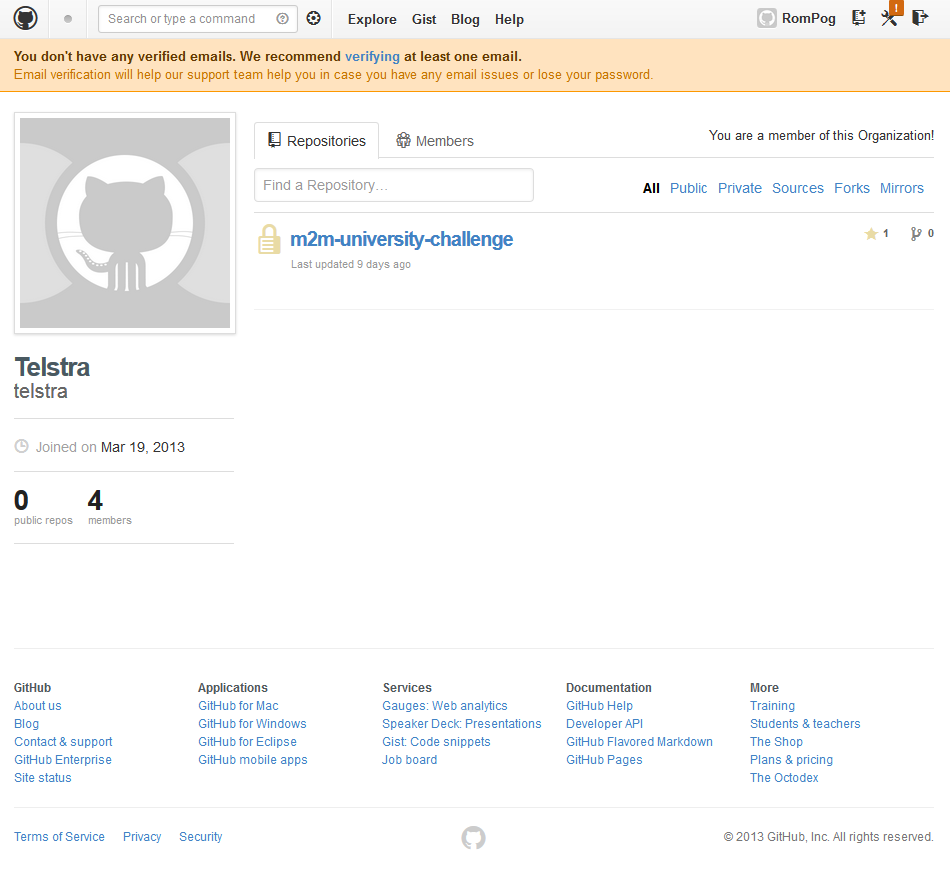 Search or type a command
Explore Gist Blog Help
RomPog
!
You don't have any verified emails. We recommend verifying at least one email.
Email verification will help our support team help you in case you have any email issues or lose your password.
Repositories
Members
You are a member of this Organization!
Find a Repository…
All Public Private Sources Forks Mirrors
m2m-university-challenge
1 0
Last updated 9 days ago
Telstra
telstra
Joined on Mar 19, 2013
0 4
public repos members
GitHub
About us
Blog
Contact & support
GitHub Enterprise
Site status
Applications
GitHub for Mac
GitHub for Windows
GitHub for Eclipse
GitHub mobile apps
Services
Gauges: Web analytics
Speaker Deck: Presentations
Gist: Code snippets
Job board
Documentation
GitHub Help
Developer API
GitHub Flavored Markdown
GitHub Pages
More
Training
Students & teachers
The Shop
Plans & pricing
The Octodex
Terms of Service Privacy Security
© 2013 GitHub, Inc. All rights reserved.